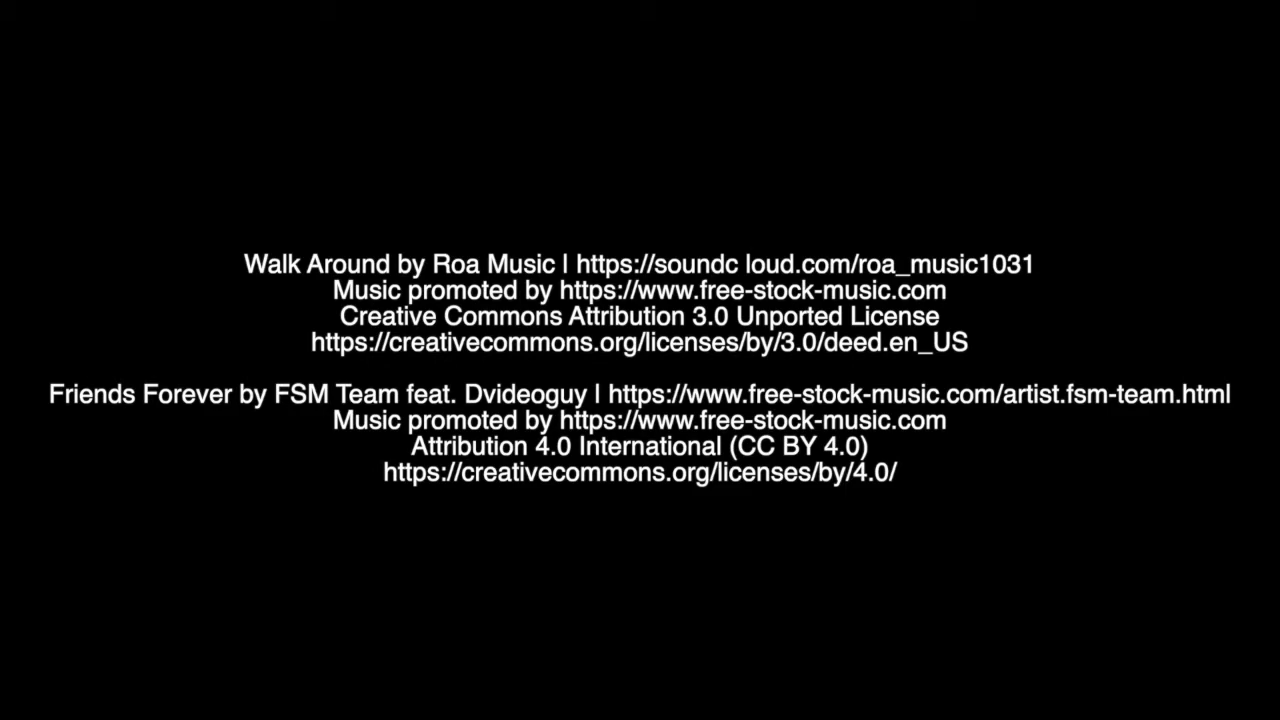 Walk Around by Roa Music | https://soundc loud.com/roa_music1031
Music promoted by https://www.free-stock-music.com
Creative Commons Attribution 3.0 Unported License
https://creativecommons.org/licenses/by/3.0/deed.en_US
Friends Forever by FSM Team feat. Dvideoguy | https://www.free-stock-music.com/artist.fsm-team.html
Music promoted by https://www.free-stock-music.com
Attribution 4.0 International (CC BY 4.0)
https://creativecommons.org/licenses/by/4.0/